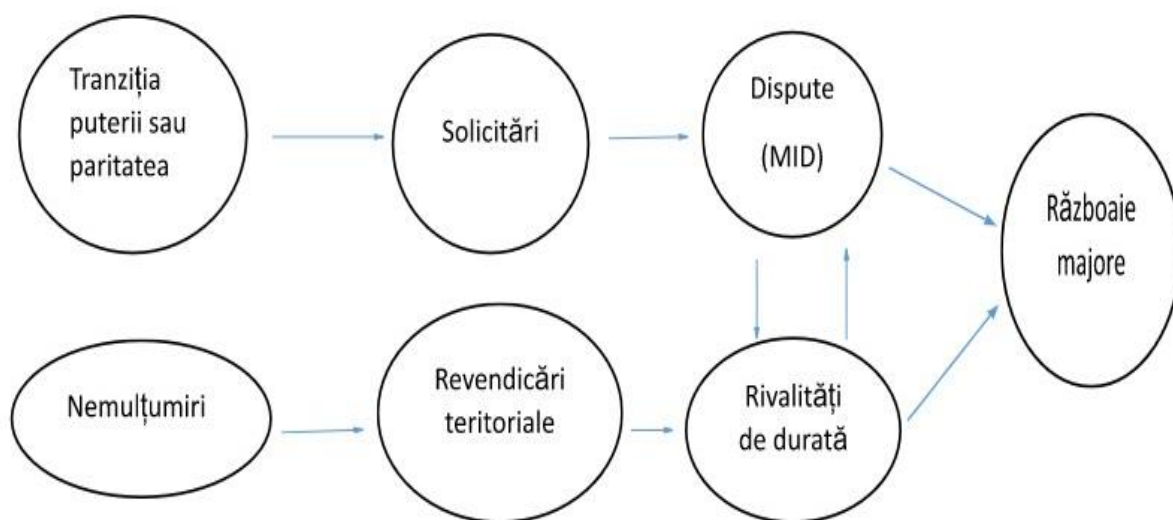 Tranziția
puterii sau
paritatea
Solicitări
Dispute
(MID)
Războaie
majore
Nemulțumiri
Revendicări
teritoriale
Rivalități
de durată